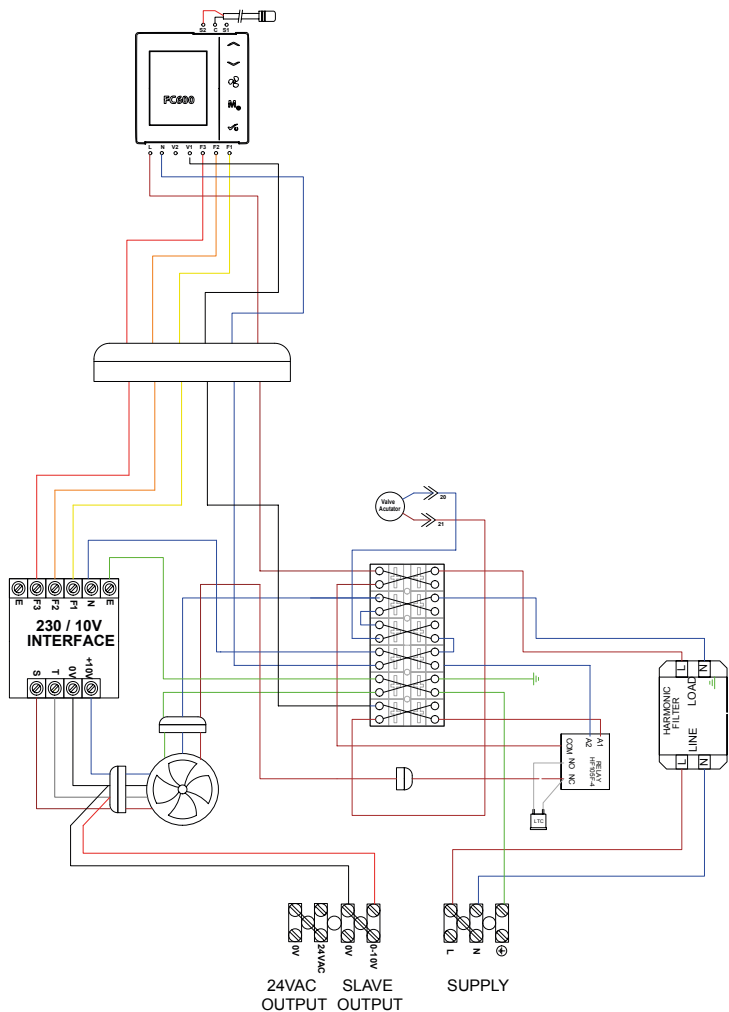 S2 C S1
FC600
M
L N V2 V1 F3 F2 F1
Valve
Acutator
20
21
E F3 F2 F1 N E
230 / 10V
INTERFACE
S T 0V +10V
L N
HARMONIC
FILTER
LOAD
LINE
L N
COM A2 A1
NO
NC
RELAY
HF105F-4
LTC
0V 24VAC 0V 0-10V
L N
24VAC SLAVE SUPPLY
OUTPUT OUTPUT